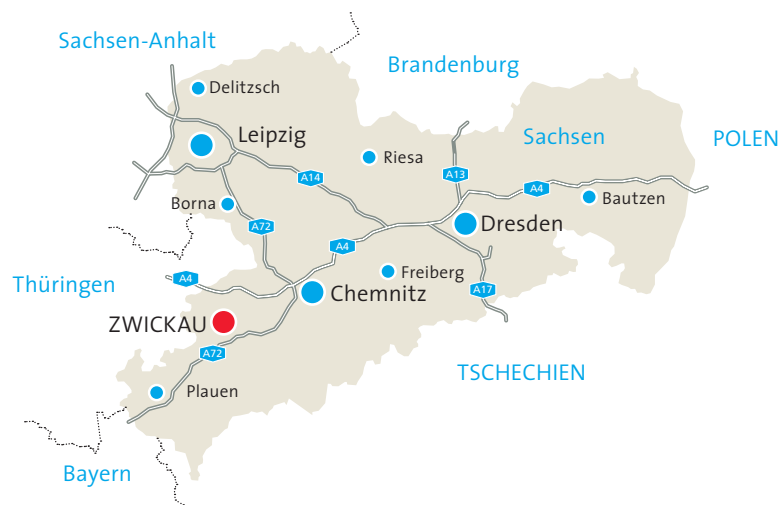 Sachsen-Anhalt
Brandenburg
Delitzsch
Leipzig
Sachsen
POLEN
Riesa
A14
A13
A4
Bautzen
Borna
A72
Dresden
A4
Thüringen
A4
Freiberg
Chemnitz
A17
ZWICKAU
A72
TSCHECHIEN
Plauen
Bayern